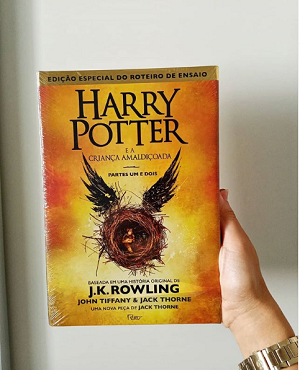 EDIÇÃO ESPECIAL DO ROTEIRO DE ENSAIO
HARRY
POTTER
E A
CRIANÇA AMALDIÇOADA
PARTES UM E DOIS
BASEADA EM UMA HISTÓRIA ORIGINAL DE
J.K. ROWLING
JOHN TIFFANY & JACK THORNE
UMA NOVA PEÇA DE JACK THORNE
Rocco